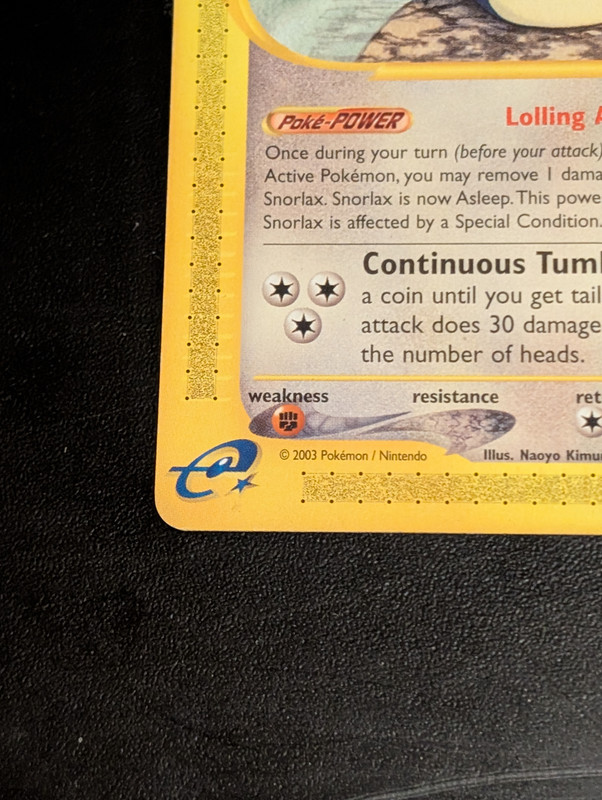 Poké-POWER
Lolling
Once during your turn (before your attack)
Active Pokémon, you may remove 1
Snorlax. Snorlax is now Asleep. This
Snorlax is affected by a Special Condition.
Continuous
a coin until you get
attack does 30 damage
the number of heads.
weakness resistance
© 2003 Pokémon / Nintendo Illus. Naoyo
e